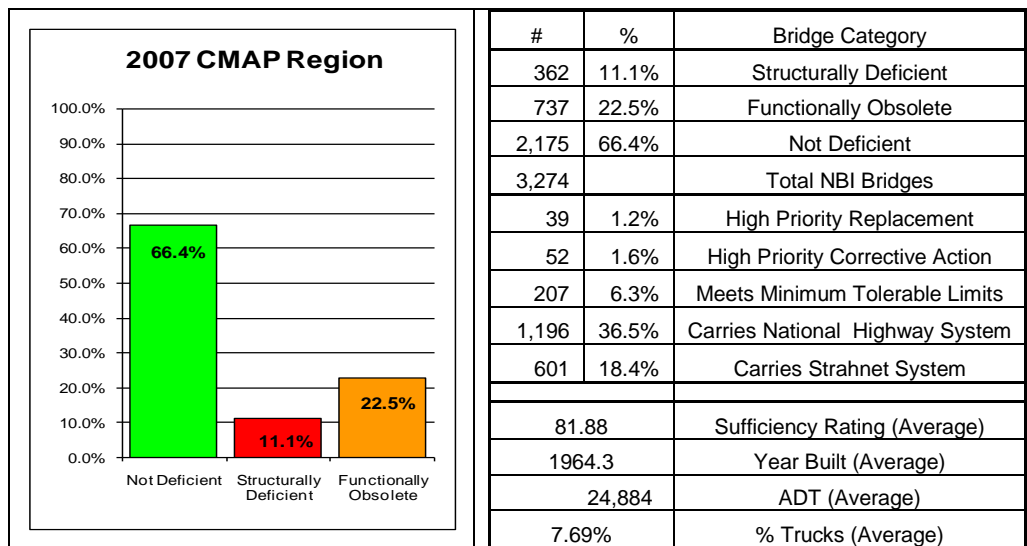 2007 CMAP Region
100.0%
90.0%
80.0%
70.0%
60.0%
50.0%
40.0%
30.0%
20.0%
10.0%
0.0%
66.4%
11.1%
22.5%
Not Deficient
Structurally
Deficient
Functionally
Obsolete
# % Bridge Category
362 11.1% Structurally Deficient
737 22.5% Functionally Obsolete
2,175 66.4% Not Deficient
3,274 Total NBI Bridges
39 1.2% High Priority Replacement
52 1.6% High Priority Corrective Action
207 6.3% Meets Minimum Tolerable Limits
1,196 36.5% Carries National Highway System
601 18.4% Carries Strahnet System
81.88 Sufficiency Rating (Average)
1964.3 Year Built (Average)
24,884 ADT (Average)
7.69% % Trucks (Average)